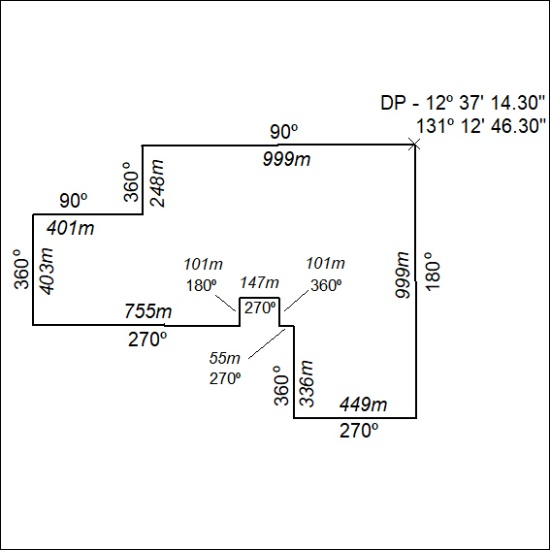 DP - 12º 37' 14.30"
131º 12' 46.30"
90º
999m
360º
248m
90º
401m
360º
403m
999m
180º
101m
180º
147m
270º
101m
360º
755m
270º
55m
270º
360º
336m
449m
270º